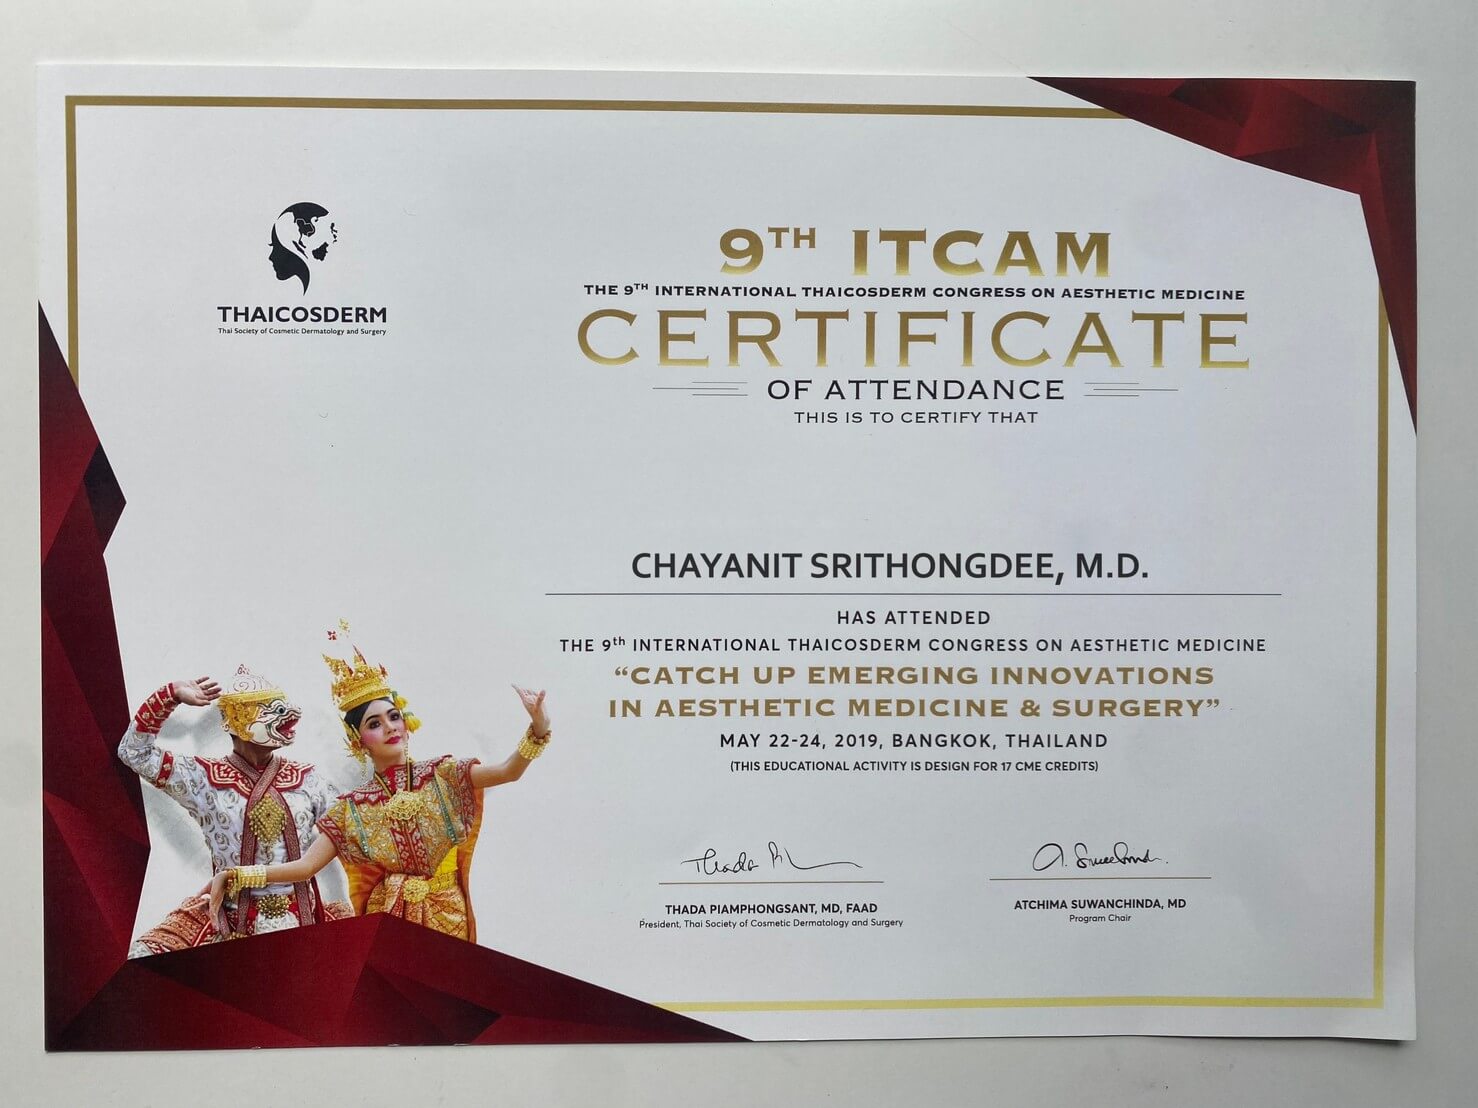 THAICOSDERM
Thai Society of Cosmetic Dermatology and Surgery
9TH ITCAM
THE 9TH INTERNATIONAL THAICOSDERM CONGRESS ON AESTHETIC MEDICINE
CERTIFICATE
OF ATTENDANCE
THIS IS TO CERTIFY THAT
CHAYANIT SRITHONGDEE, M.D.
HAS ATTENDED
THE 9th INTERNATIONAL THAICOSDERM CONGRESS ON AESTHETIC MEDICINE
“CATCH UP EMERGING INNOVATIONS
IN AESTHETIC MEDICINE & SURGERY”
MAY 22-24, 2019, BANGKOK, THAILAND
(THIS EDUCATIONAL ACTIVITY IS DESIGN FOR 17 CME CREDITS)
Thada
THADA PIAMPHONGSANT, MD, FAAD
President, Thai Society of Cosmetic Dermatology and Surgery
ATCHIMA SUWANCHINDA, MD
Program Chair